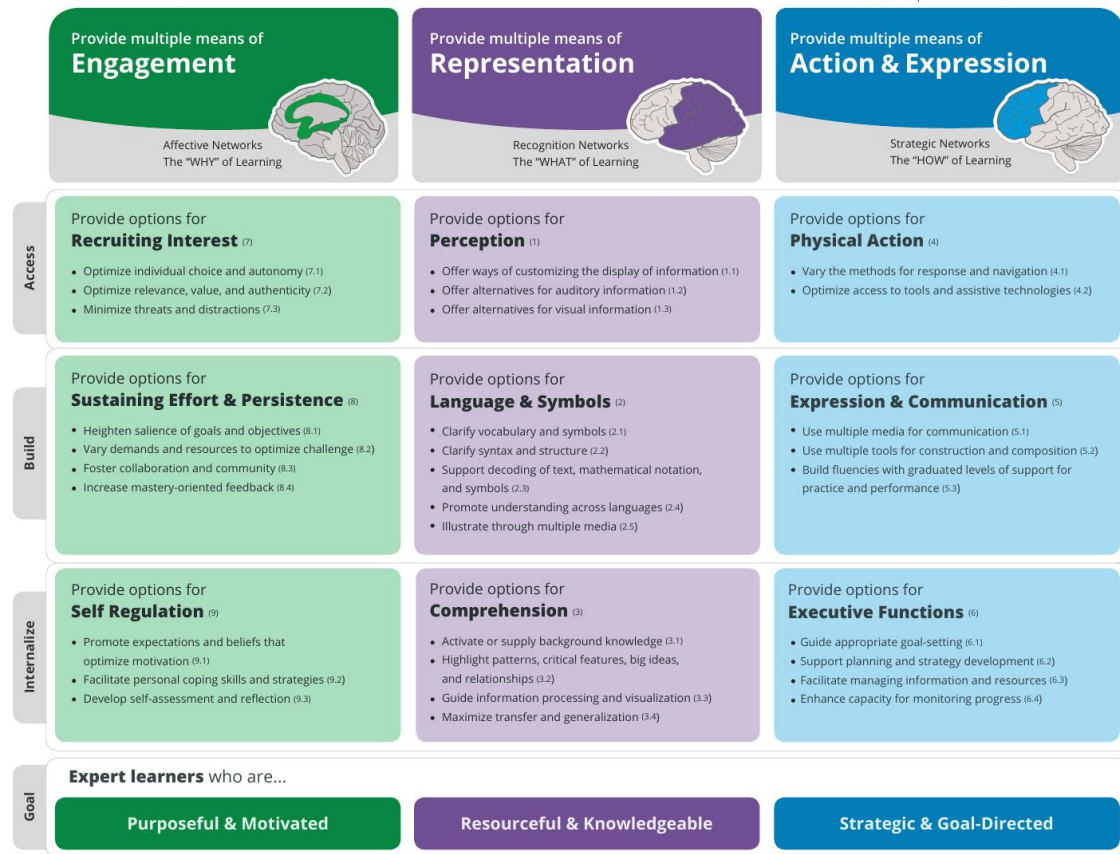 Provide multiple means of
Engagement
Affective Networks
The “WHY” of Learning
Provide multiple means of
Representation
Recognition Networks
The “WHAT” of Learning
Provide multiple means of
Action & Expression
Strategic Networks
The “HOW” of Learning
Access
Provide options for
Recruiting Interest (7)
• Optimize individual choice and autonomy (7.1)
• Optimize relevance, value, and authenticity (7.2)
• Minimize threats and distractions (7.3)
Provide options for
Perception (1)
• Offer ways of customizing the display of information (1.1)
• Offer alternatives for auditory information (1.2)
• Offer alternatives for visual information (1.3)
Provide options for
Physical Action (4)
• Vary the methods for response and navigation (4.1)
• Optimize access to tools and assistive technologies (4.2)
Build
Provide options for
Sustaining Effort & Persistence (8)
• Heighten salience of goals and objectives (8.1)
• Vary demands and resources to optimize challenge (8.2)
• Foster collaboration and community (8.3)
• Increase mastery-oriented feedback (8.4)
Provide options for
Language & Symbols (2)
• Clarify vocabulary and symbols (2.1)
• Clarify syntax and structure (2.2)
• Support decoding of text, mathematical notation,
and symbols (2.3)
• Promote understanding across languages (2.4)
• Illustrate through multiple media (2.5)
Provide options for
Expression & Communication (5)
• Use multiple media for communication (5.1)
• Use multiple tools for construction and composition (5.2)
• Build fluencies with graduated levels of support for
practice and performance (5.3)
Internalize
Provide options for
Self Regulation (9)
• Promote expectations and beliefs that
optimize motivation (9.1)
• Facilitate personal coping skills and strategies (9.2)
• Develop self-assessment and reflection (9.3)
Provide options for
Comprehension (3)
• Activate or supply background knowledge (3.1)
• Highlight patterns, critical features, big ideas,
and relationships (3.2)
• Guide information processing and visualization (3.3)
• Maximize transfer and generalization (3.4)
Provide options for
Executive Functions (6)
• Guide appropriate goal-setting (6.1)
• Support planning and strategy development (6.2)
• Facilitate managing information and resources (6.3)
• Enhance capacity for monitoring progress (6.4)
Goal
Expert learners who are...
Purposeful & Motivated
Resourceful & Knowledgeable
Strategic & Goal-Directed